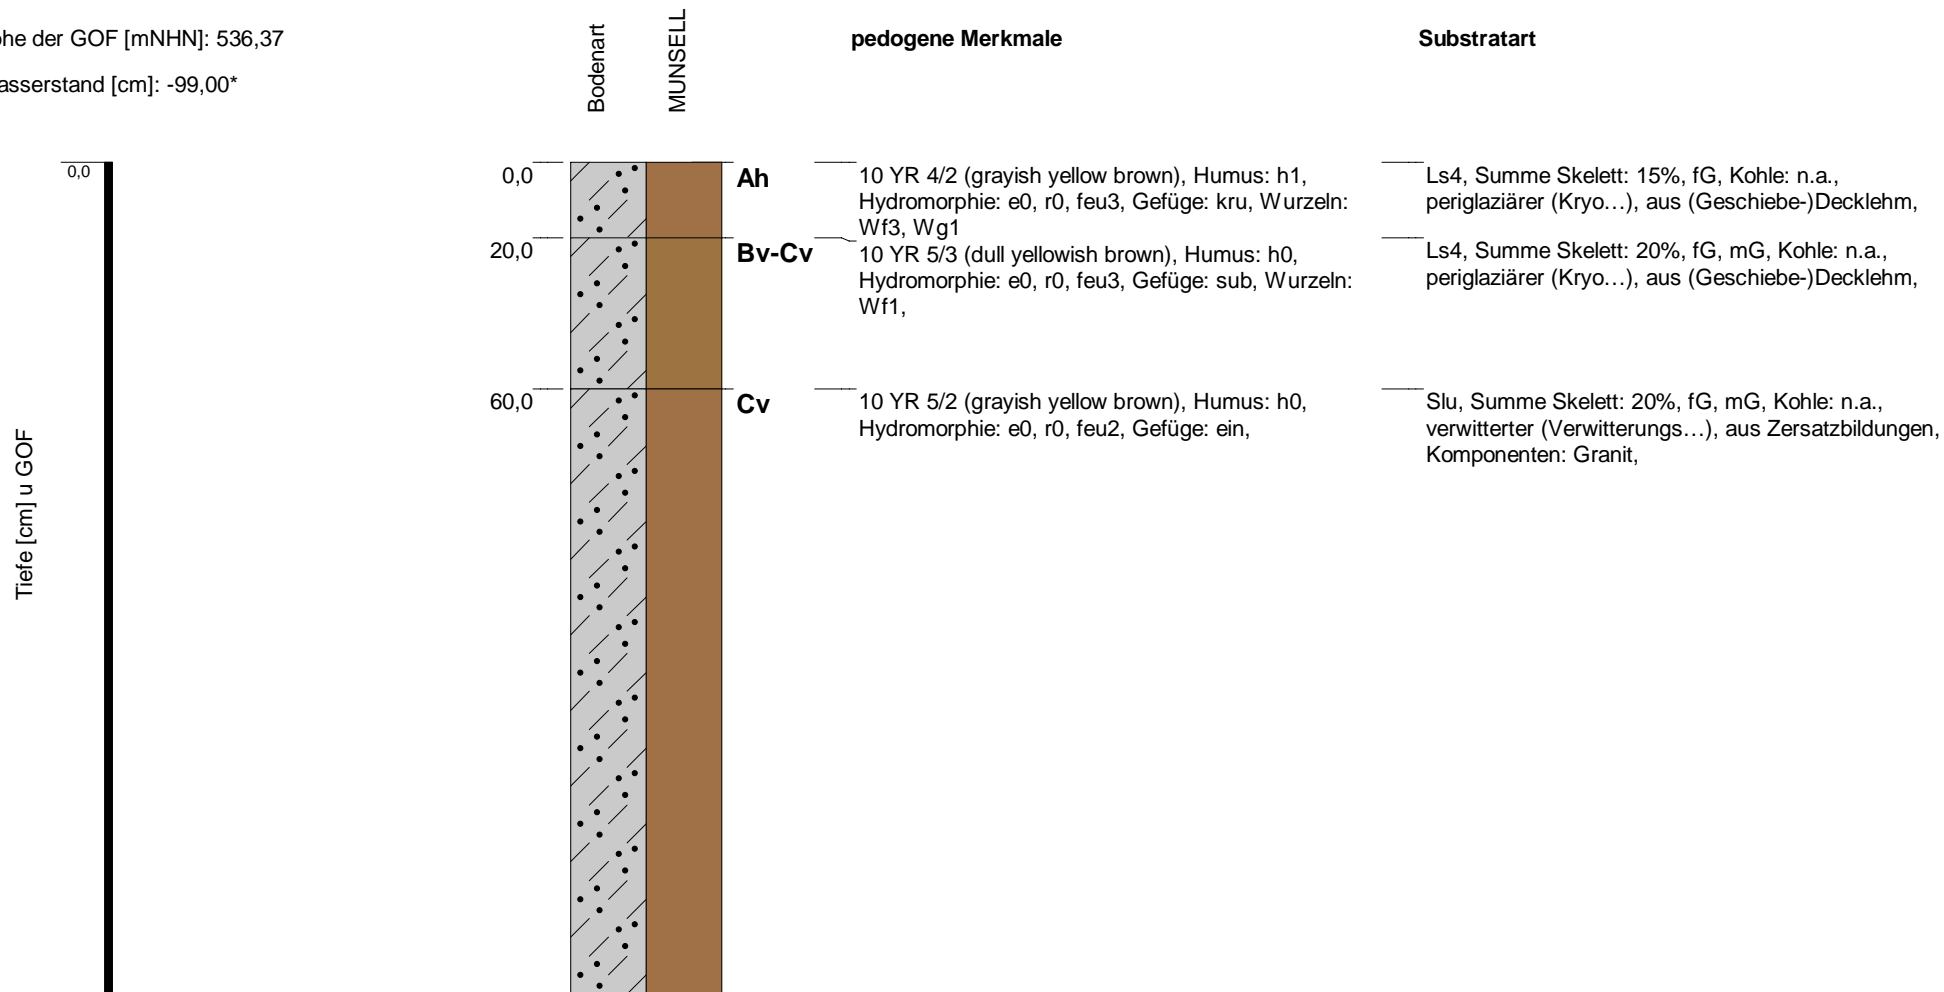 öhe der GOF [mNHN]: 536,37
asserstand [cm]: -99,00*
Bodenart
MUNSELL
pedogene Merkmale
Substratart
Tiefe [cm] u GOF
0,0
0,0
Ah
10 YR 4/2 (grayish yellow brown), Humus: h1,
Hydromorphie: e0, r0, feu3, Gefüge: kru, Wurzeln:
Wf3, Wg1
Ls4, Summe Skelett: 15%, fG, Kohle: n.a.,
periglaziärer (Kryo…), aus (Geschiebe-)Decklehm,
20,0
Bv-Cv
10 YR 5/3 (dull yellowish brown), Humus: h0,
Hydromorphie: e0, r0, feu3, Gefüge: sub, Wurzeln:
Wf1,
Ls4, Summe Skelett: 20%, fG, mG, Kohle: n.a.,
periglaziärer (Kryo…), aus (Geschiebe-)Decklehm,
60,0
Cv
10 YR 5/2 (grayish yellow brown), Humus: h0,
Hydromorphie: e0, r0, feu2, Gefüge: ein,
Slu, Summe Skelett: 20%, fG, mG, Kohle: n.a.,
verwitterter (Verwitterungs…), aus Zersatzbildungen,
Komponenten: Granit,